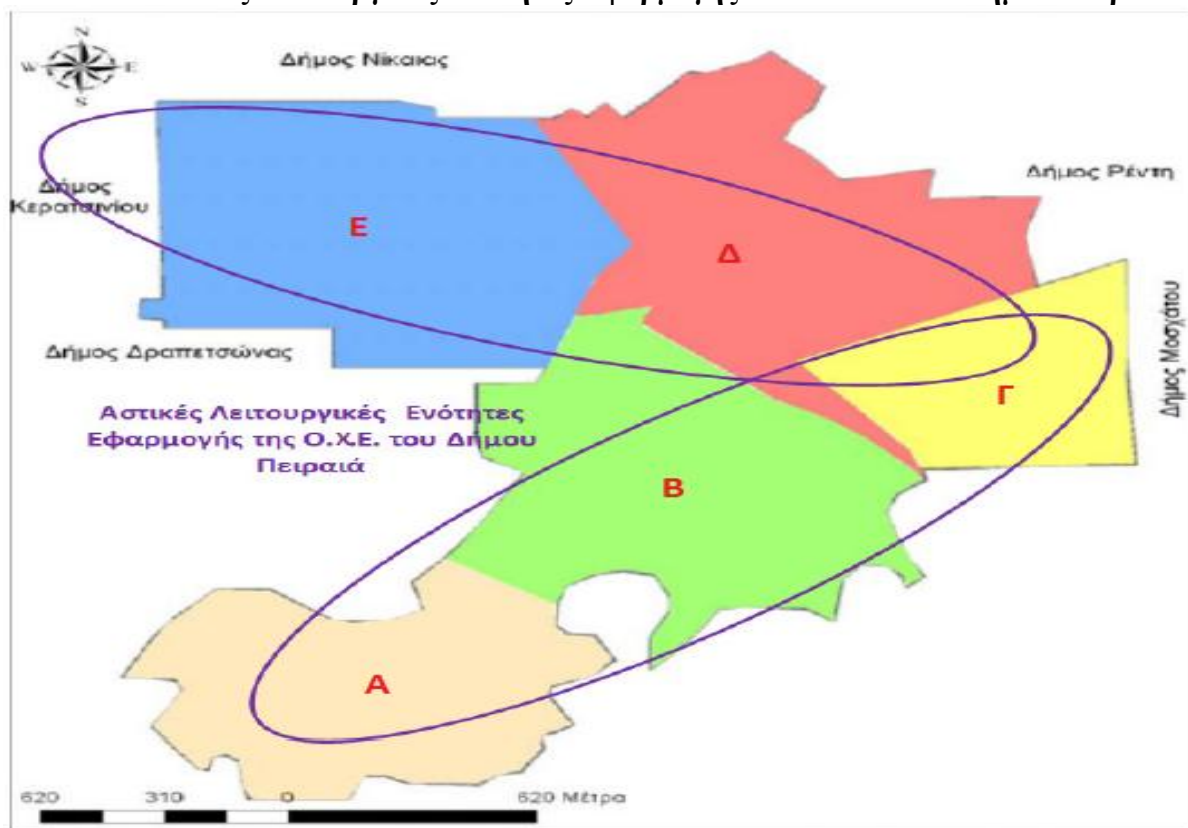 N
W E
S
Δήμος Νίκαιας
Δήμος Ρέντη
Δήμος
Κερατσινίου
Ε
Δ
Δήμος Μοσχάτου
Δήμος Δραπετσώνας
Γ
Αστικές Λειτουργικές Ενότητες
Εφαρμογής της Ο.Χ.Ε. του Δήμου
Πειραιά
Β
Α
620 310 0 620 Μέτρα